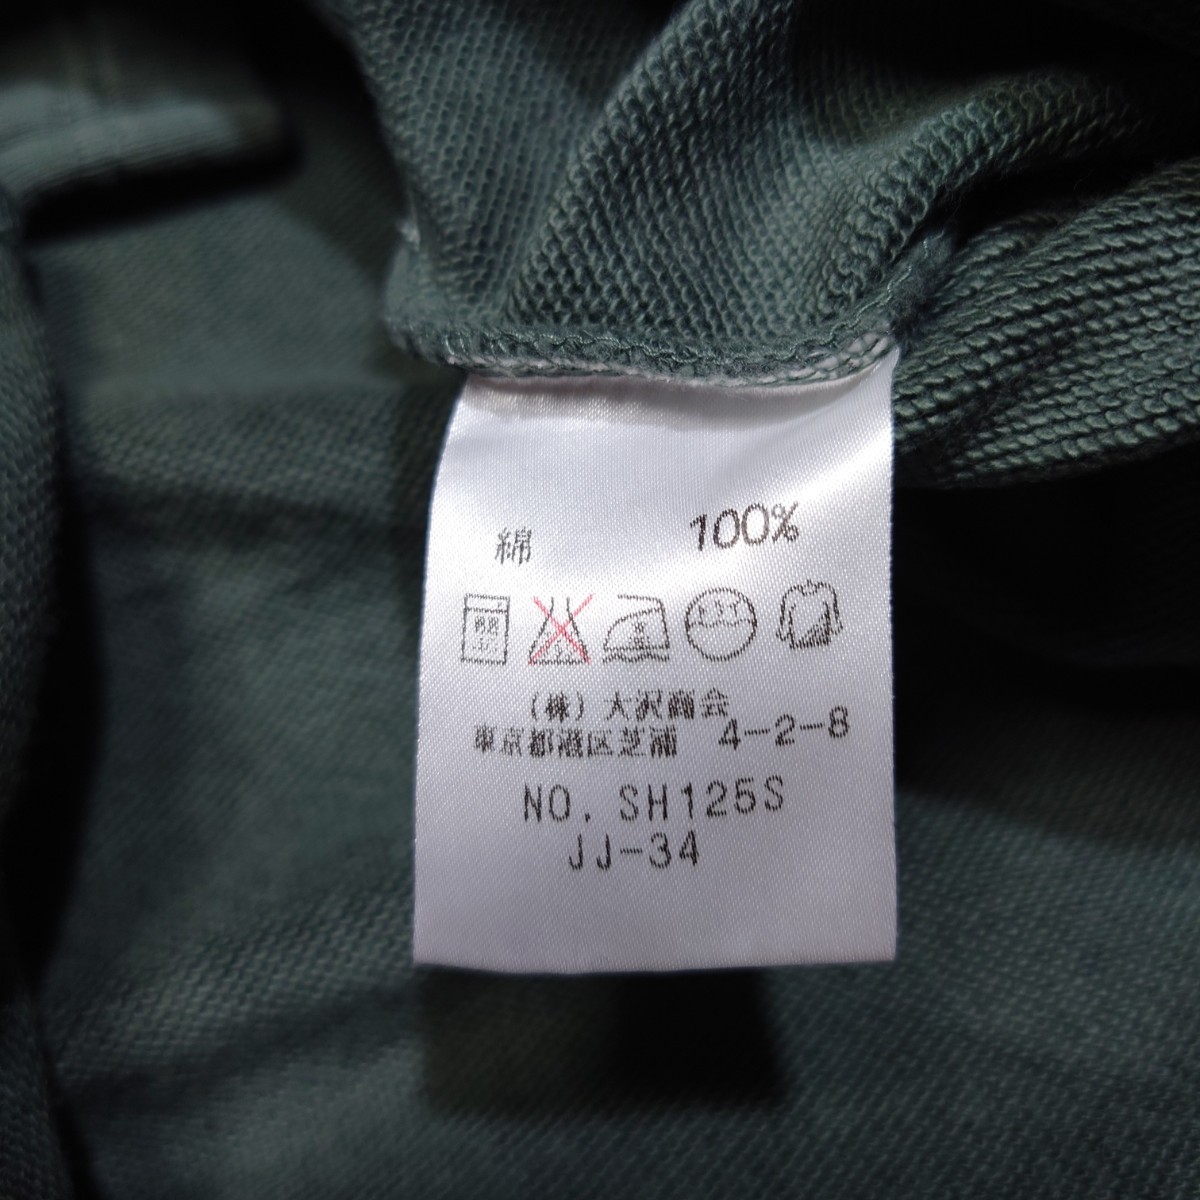 綿 100%
(株)大沢商会
東京都港区芝浦 4-2-8
NO. SH125S
JJ-34